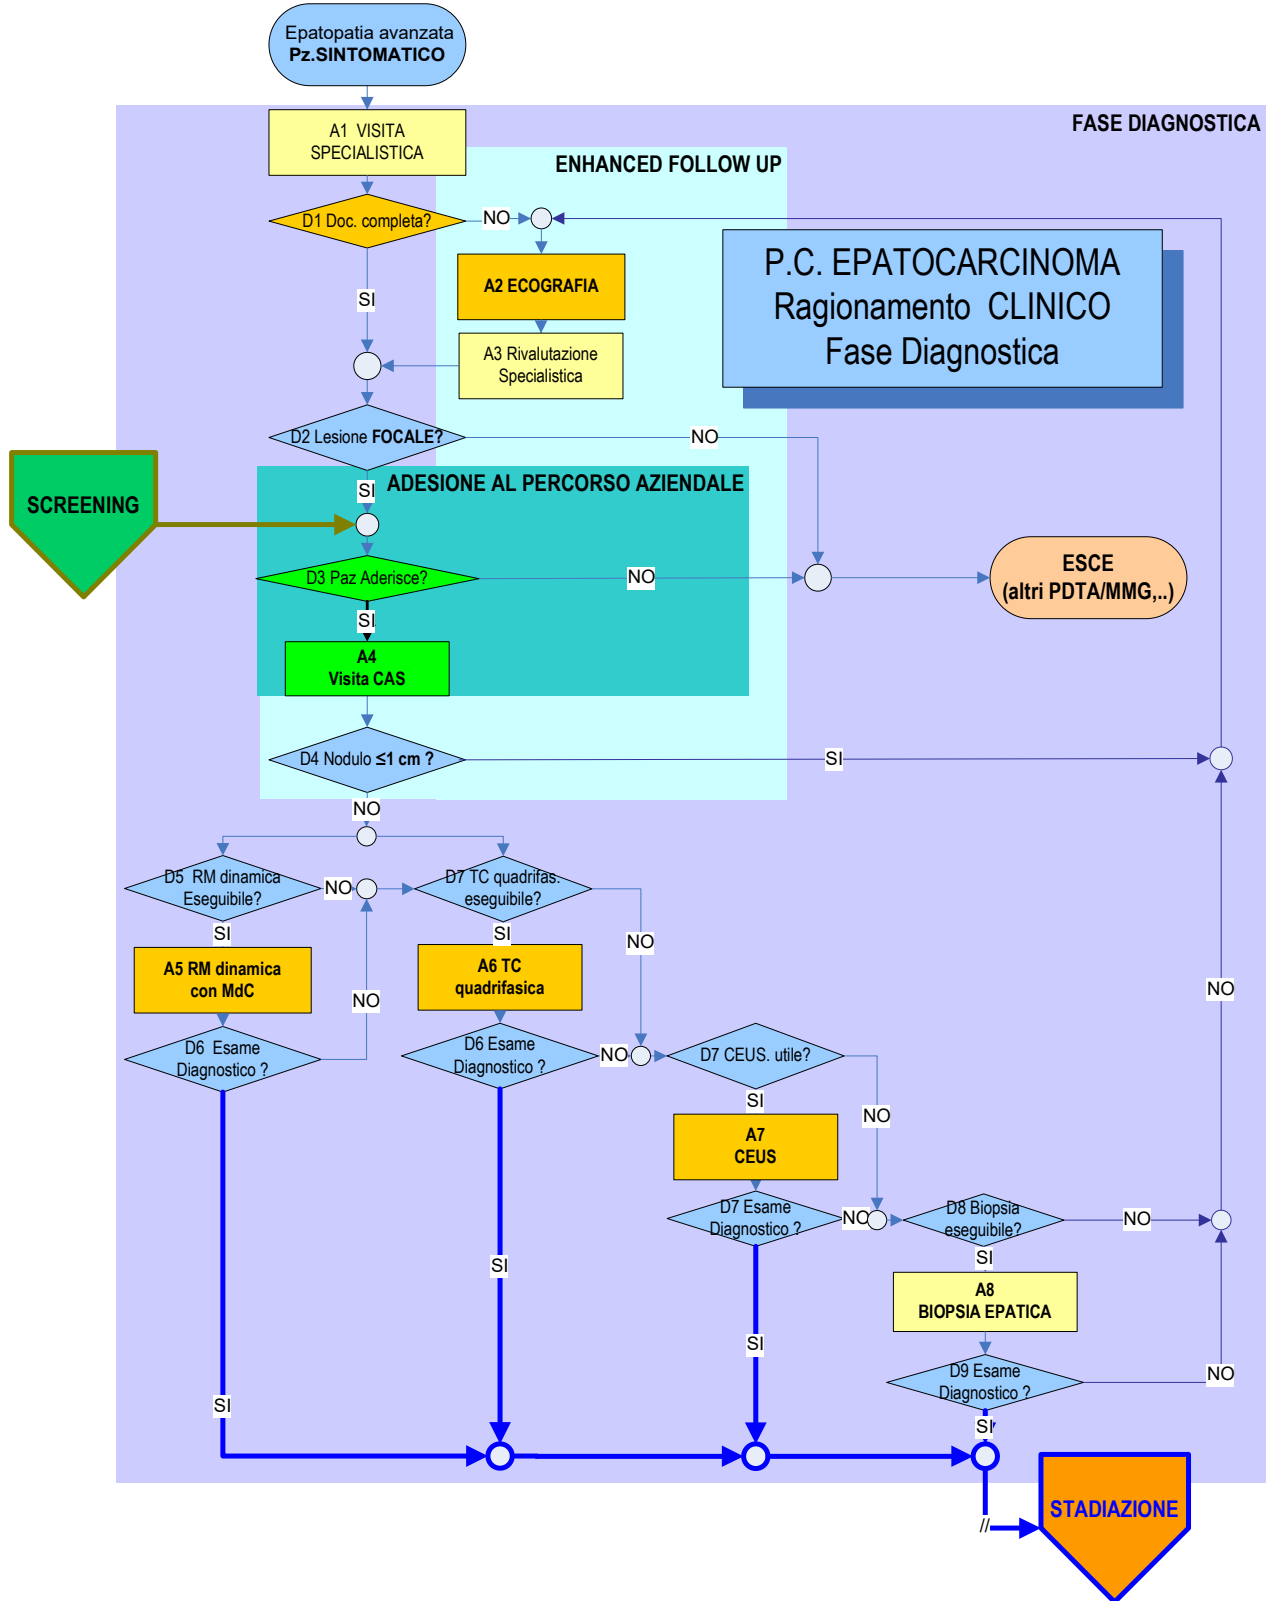 Epatopatia avanzata
Pz.SINTOMATICO
FASE DIAGNOSTICA
A1 VISITA
SPECIALISTICA
ENHANCED FOLLOW UP
D1 Doc. completa?
NO
A2 ECOGRAFIA
P.C. EPATOCARCINOMA
Ragionamento CLINICO
Fase Diagnostica
SI
A3 Rivalutazione
Specialistica
D2 Lesione FOCALE?
NO
ADESIONE AL PERCORSO AZIENDALE
SI
SCREENING
D3 Paz Aderisce?
NO
ESCE
(altri PDTA/MMG,..)
SI
A4
Visita CAS
D4 Nodulo ≤1 cm ?
SI
NO
D5 RM dinamica
Eseguibile?
NO
D7 TC quadrifas.
eseguibile?
SI
SI
NO
A5 RM dinamica
con MdC
A6 TC
quadrifasica
NO
NO
D6 Esame
Diagnostico ?
D6 Esame
Diagnostico ?
NO
D7 CEUS. utile?
SI
NO
A7
CEUS
D7 Esame
Diagnostico ?
NO
D8 Biopsia
eseguibile?
NO
SI
SI
A8
BIOPSIA EPATICA
SI
D9 Esame
Diagnostico ?
NO
SI
SI
STADIAZIONE
//